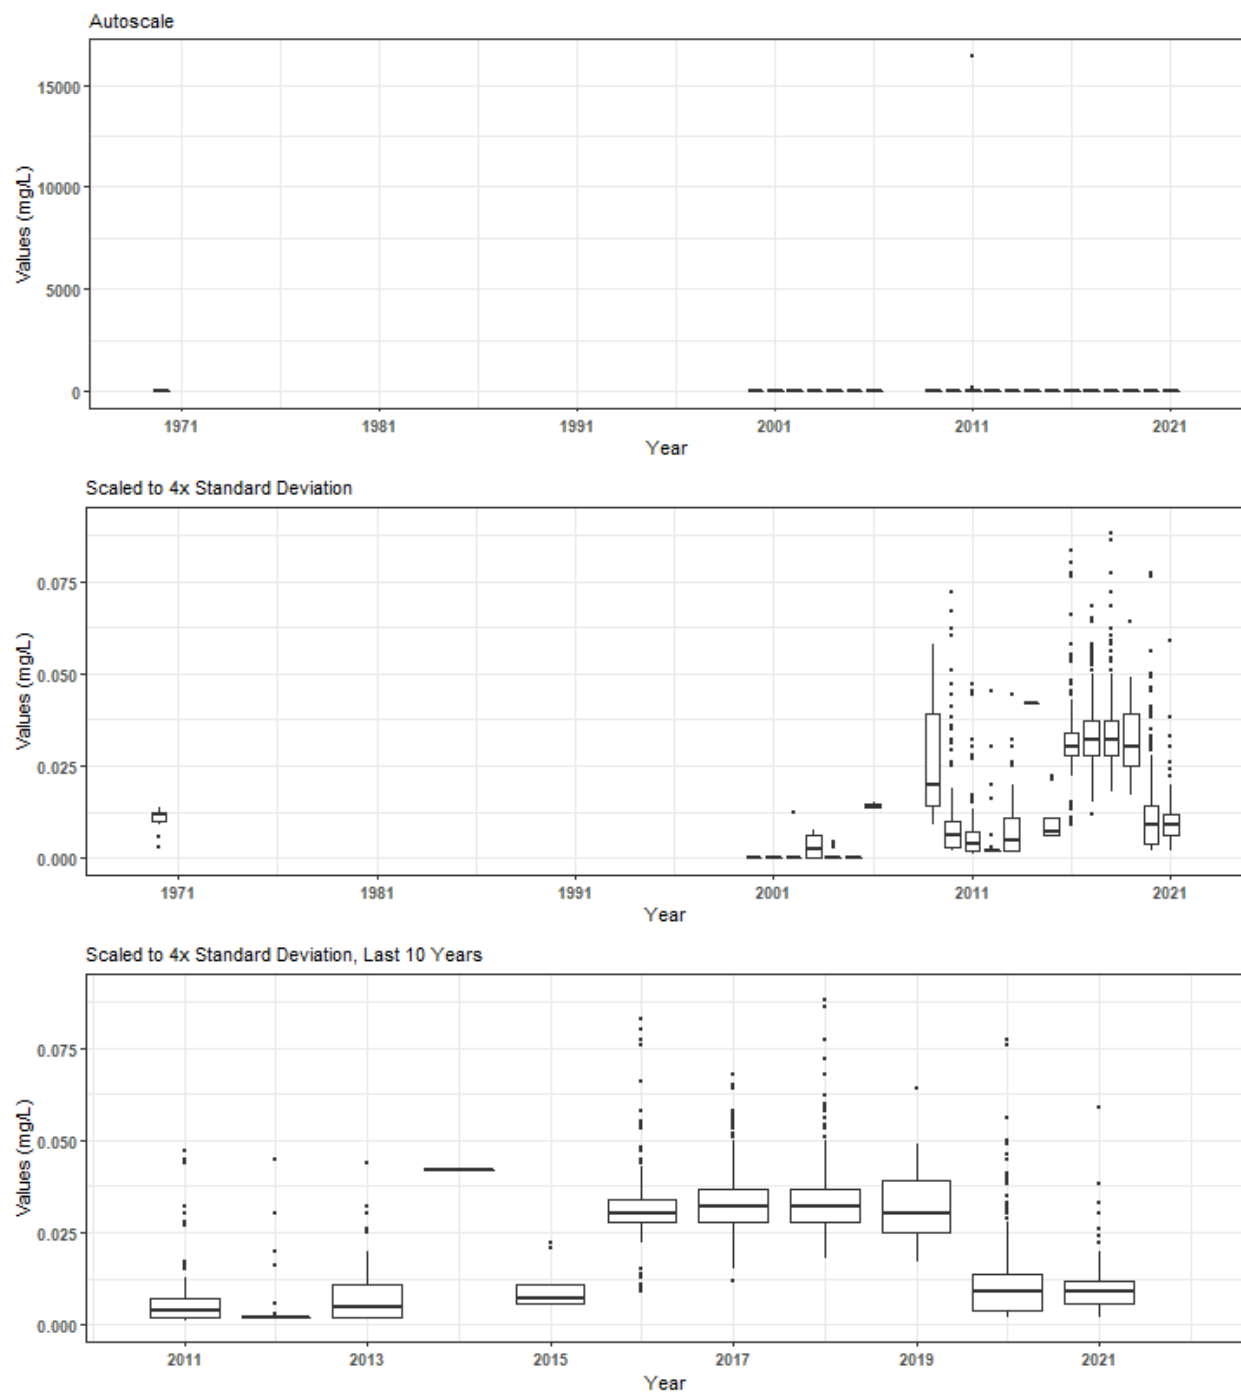 Autoscale
15000
10000
5000
0
Values (mg/L)
1971 1981 1991 2001 2011 2021
Year
Scaled to 4x Standard Deviation
0.075
0.050
0.025
0.000
Values (mg/L)
1971 1981 1991 2001 2011 2021
Year
Scaled to 4x Standard Deviation, Last 10 Years
0.075
0.050
0.025
0.000
Values (mg/L)
2011 2013 2015 2017 2019 2021
Year